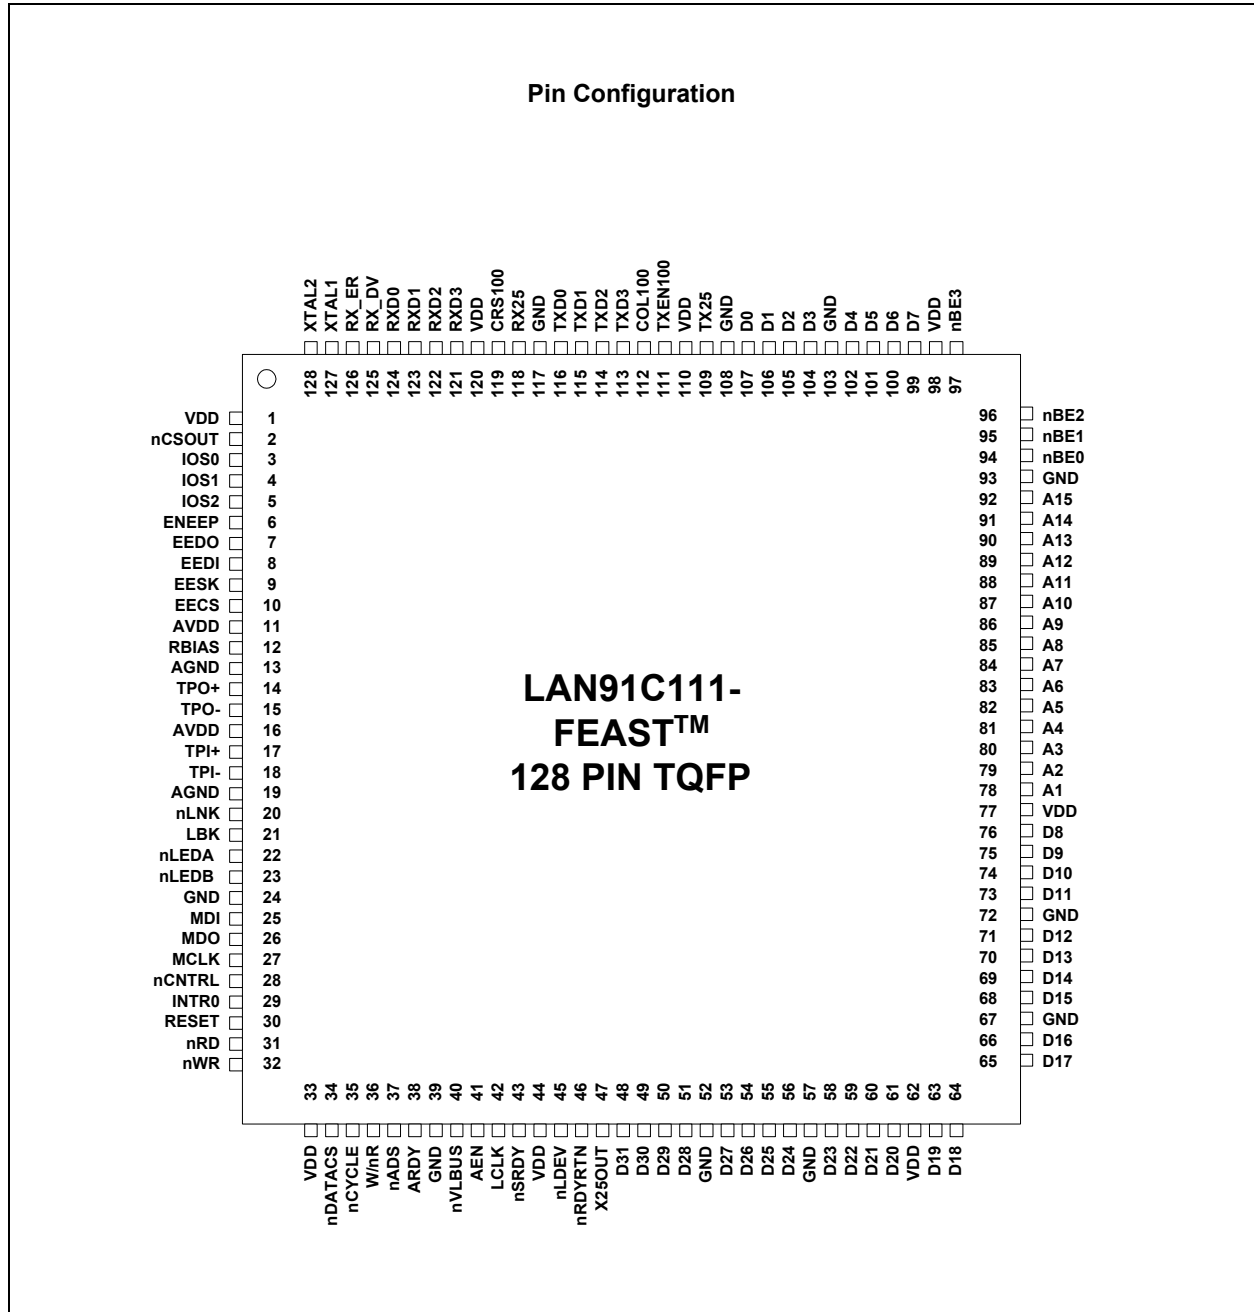 Pin Configuration
XTAL2
XTAL1
RX_ER
RX_DV
RXD0
RXD1
RXD2
RXD3
VDD
CRS100
RX25
GND
TXD0
TXD1
TXD2
TXD3
COL100
TXEN100
VDD
TX25
GND
D0
D1
D2
D3
GND
D4
D5
D6
D7
VDD
nBE3
128
127
126
125
124
123
122
121
120
119
118
117
116
115
114
113
112
111
110
109
108
107
106
105
104
103
102
101
100
99
98
97
VDD 1
nCSOUT 2
IOS0 3
IOS1 4
IOS2 5
ENEEP 6
EEDO 7
EEDI 8
EESK 9
EECS 10
AVDD 11
RBIAS 12
AGND 13
TPO+ 14
TPO- 15
AVDD 16
TPI+ 17
TPI- 18
AGND 19
nLNK 20
LBK 21
nLEDA 22
nLEDB 23
GND 24
MDI 25
MDO 26
MCLK 27
nCNTRL 28
INTR0 29
RESET 30
nRD 31
nWR 32
LAN91C111-
FEAST™
128 PIN TQFP
96 nBE2
95 nBE1
94 nBE0
93 GND
92 A15
91 A14
90 A13
89 A12
88 A11
87 A10
86 A9
85 A8
84 A7
83 A6
82 A5
81 A4
80 A3
79 A2
78 A1
77 VDD
76 D8
75 D9
74 D10
73 D11
72 GND
71 D12
70 D13
69 D14
68 D15
67 GND
66 D16
65 D17
33
34
35
36
37
38
39
40
41
42
43
44
45
46
47
48
49
50
51
52
53
54
55
56
57
58
59
60
61
62
63
64
VDD
nDATACS
nCYCLE
W/nR
nADS
ARDY
GND
nVLBUS
AEN
LCLK
nSRDY
VDD
nLDEV
nRDYRTN
X25OUT
D31
D30
D29
D28
GND
D27
D26
D25
D24
GND
D23
D22
D21
D20
VDD
D19
D18